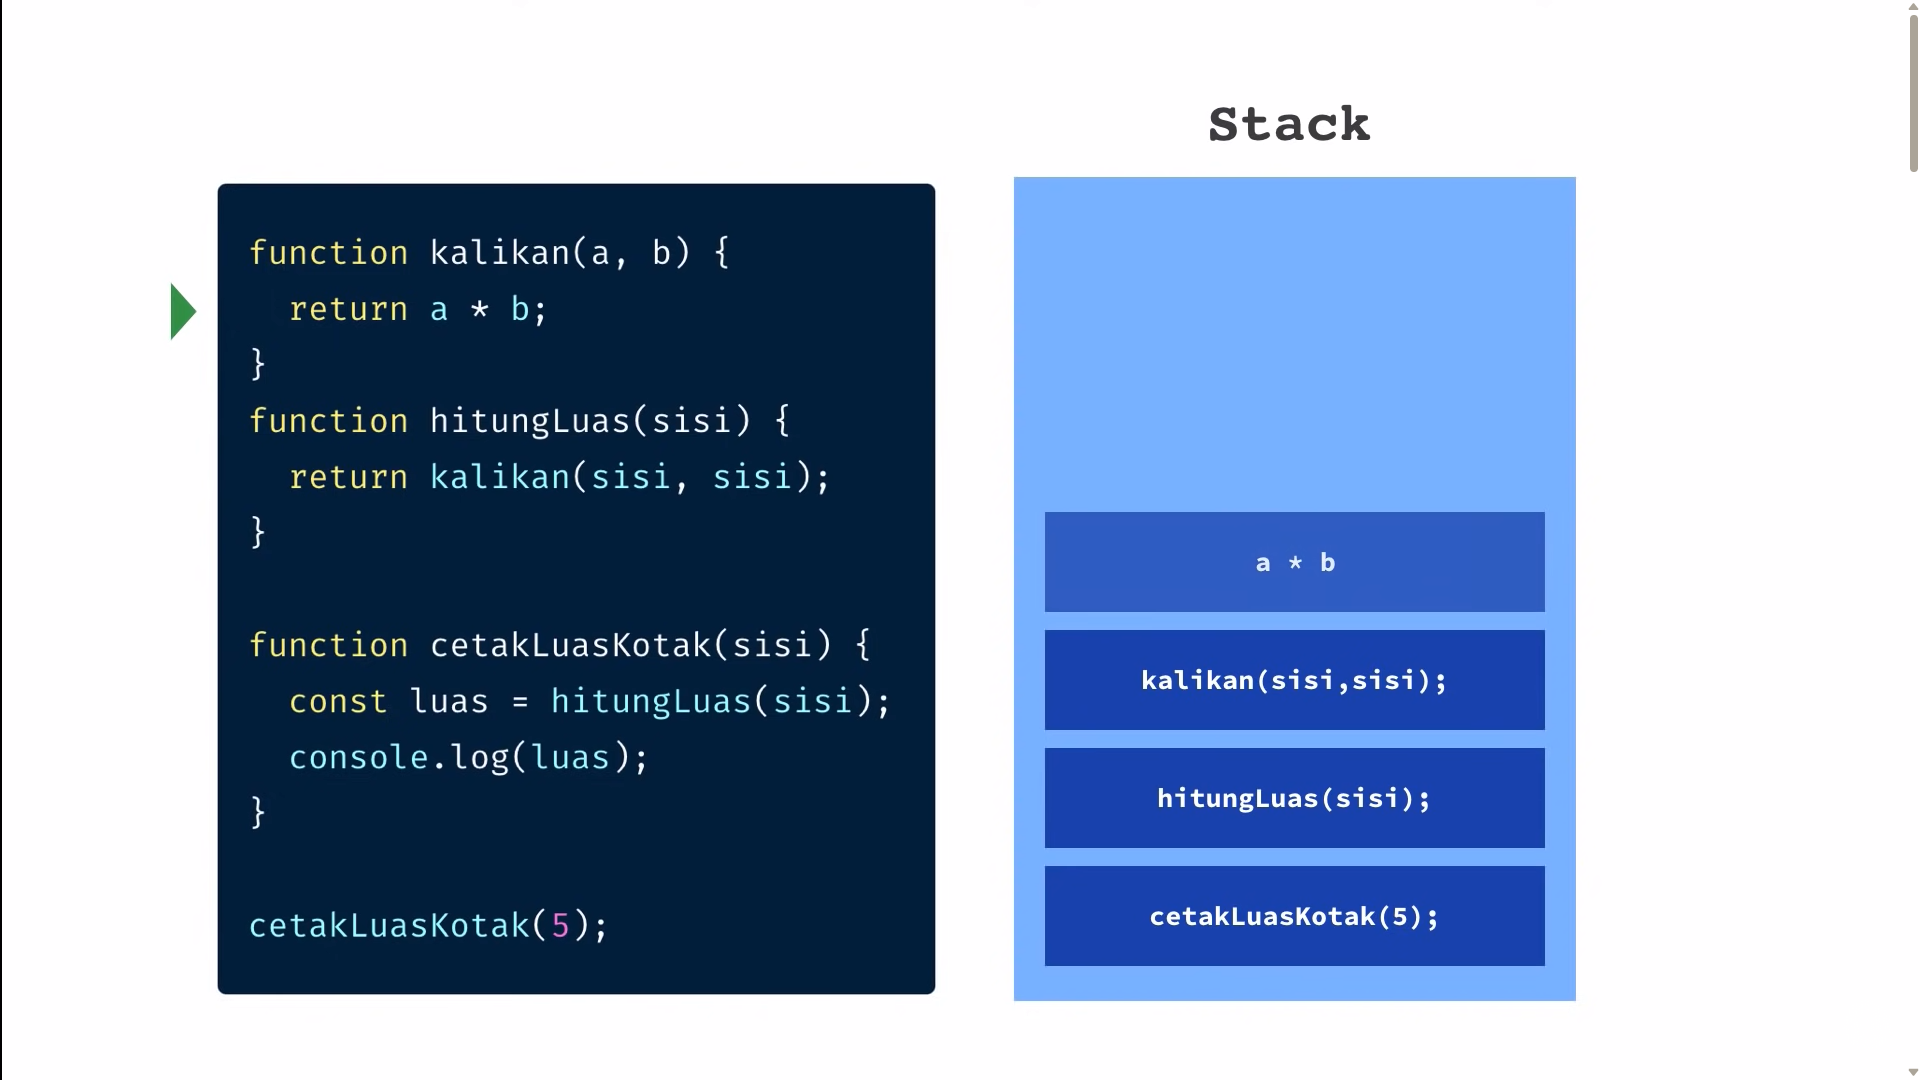 Stack
function kalikan(a, b) {
  return a * b;
}
function hitungLuas(sisi) {
  return kalikan(sisi, sisi);
}
function cetakLuasKotak(sisi) {
  const luas = hitungLuas(sisi);
  console.log(luas);
}
cetakLuasKotak(5);
a * b
kalikan(sisi,sisi);
hitungLuas(sisi);
cetakLuasKotak(5);